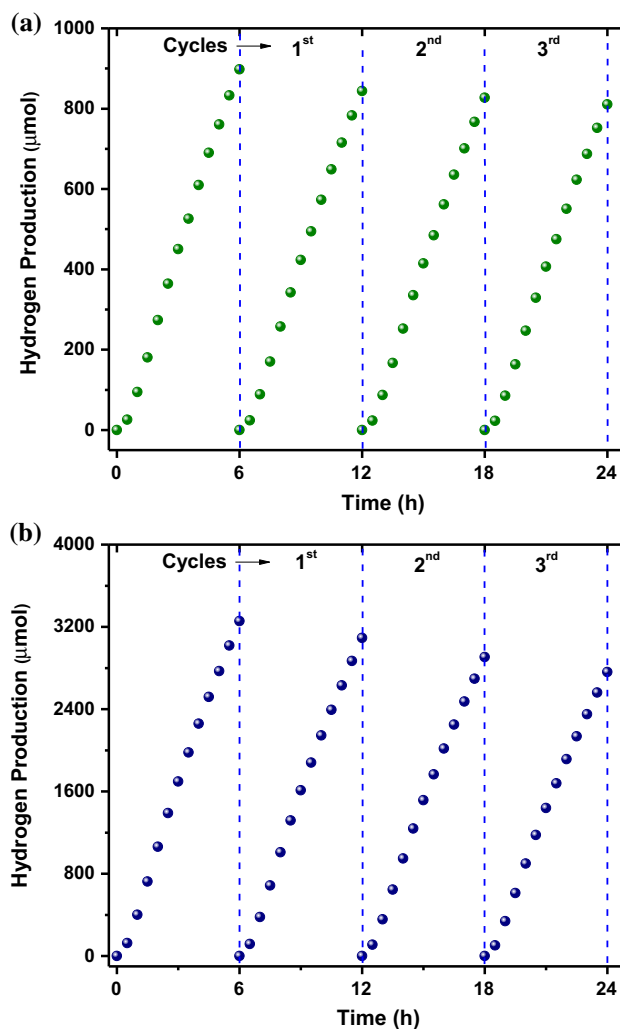 (a)
Cycles → 1st 2nd 3rd
1000
800
600
400
200
0
Hydrogen Production (μmol)
0 6 12 18 24
Time (h)
(b)
Cycles → 1st 2nd 3rd
4000
3200
2400
1600
800
0
Hydrogen Production (μmol)
0 6 12 18 24
Time (h)